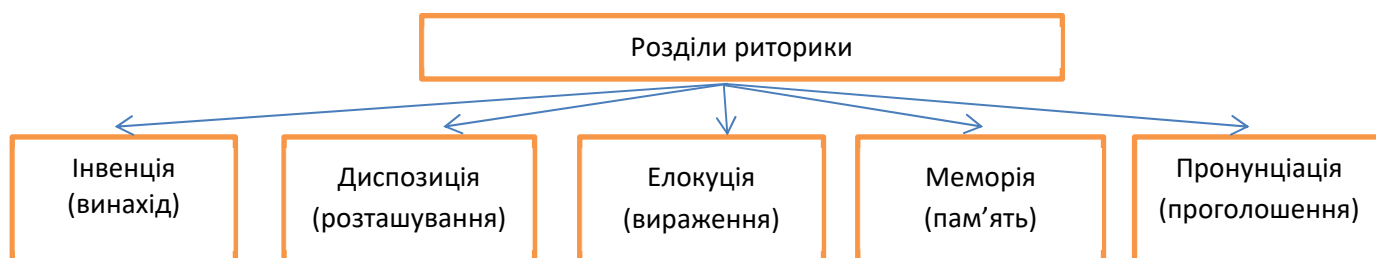 Розділи риторики
Інвенція
(винахід)
Диспозиція
(розташування)
Елокуція
(вираження)
Меморія
(пам’ять)
Пронунціація
(проголошення)